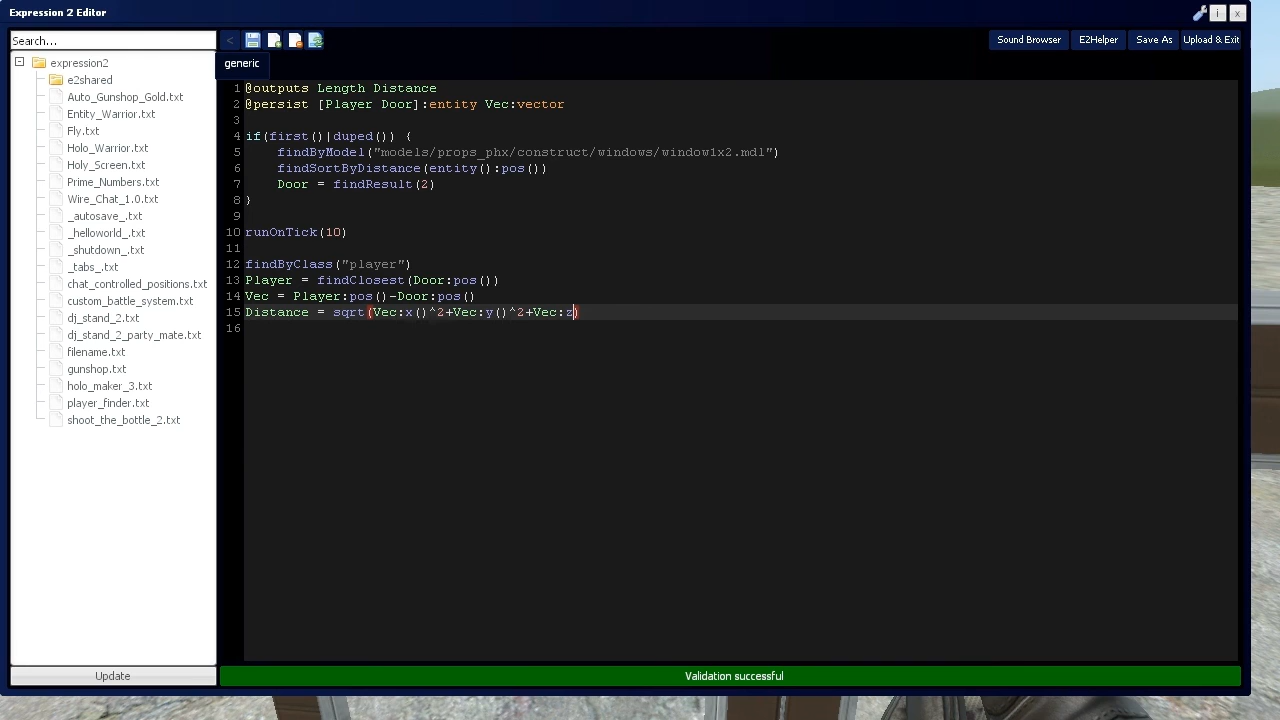 Expression 2 Editor
i
x
Search...
<
Sound Browser
E2Helper
Save As
Upload & Exit
expression2
e2shared
Auto_Gunshop_Gold.txt
Entity_Warrior.txt
Fly.txt
Holo_Warrior.txt
Holy_Screen.txt
Prime_Numbers.txt
Wire_Chat_1.0.txt
_autosave_.txt
_helloworld_.txt
_shutdown_.txt
_tabs_.txt
chat_controlled_positions.txt
custom_battle_system.txt
dj_stand_2.txt
dj_stand_2_party_mate.txt
filename.txt
gunshop.txt
holo_maker_3.txt
player_finder.txt
shoot_the_bottle_2.txt
Update
generic
1 @outputs Length Distance
2 @persist [Player Door]:entity Vec:vector
3
4 if(first()|duped()) {
5 findByModel("models/props_phx/construct/windows/window1x2.mdl")
6 findSortByDistance(entity():pos())
7 Door = findResult(2)
8 }
9
10 runOnTick(10)
11
12 findByClass("player")
13 Player = findClosest(Door:pos())
14 Vec = Player:pos()-Door:pos()
15 Distance = sqrt(Vec:x()^2+Vec:y()^2+Vec:z)
16
Validation successful